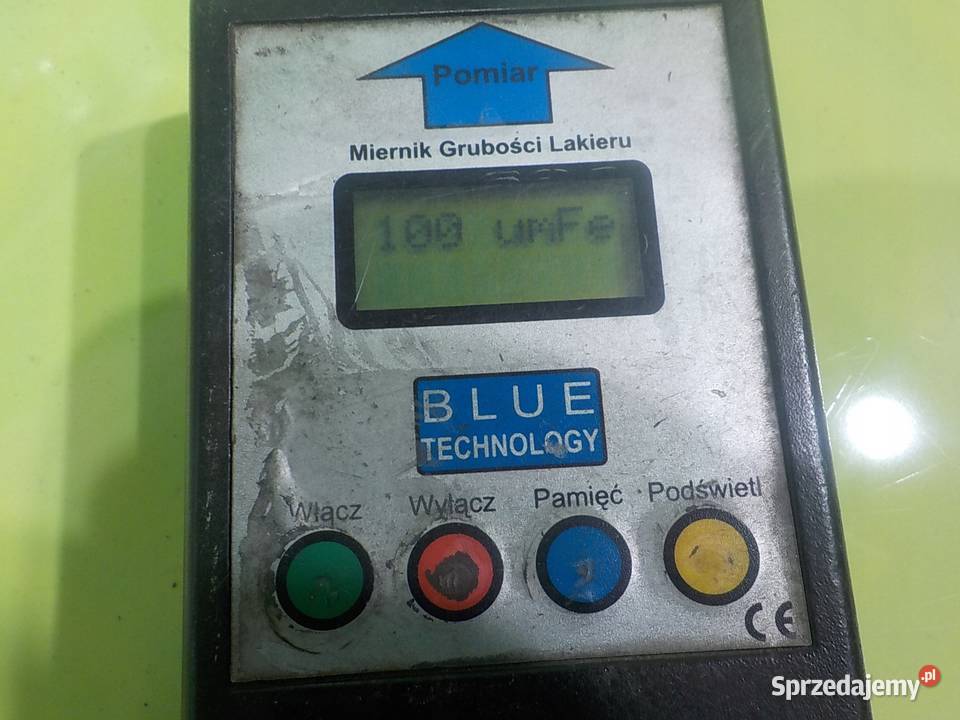 Pomiar
Miernik Grubości Lakieru
100 umFe
BLUE
TECHNOLOGY
Włącz Wyłącz Pamięć Podświetl
CE
Sprzedajemy.pl